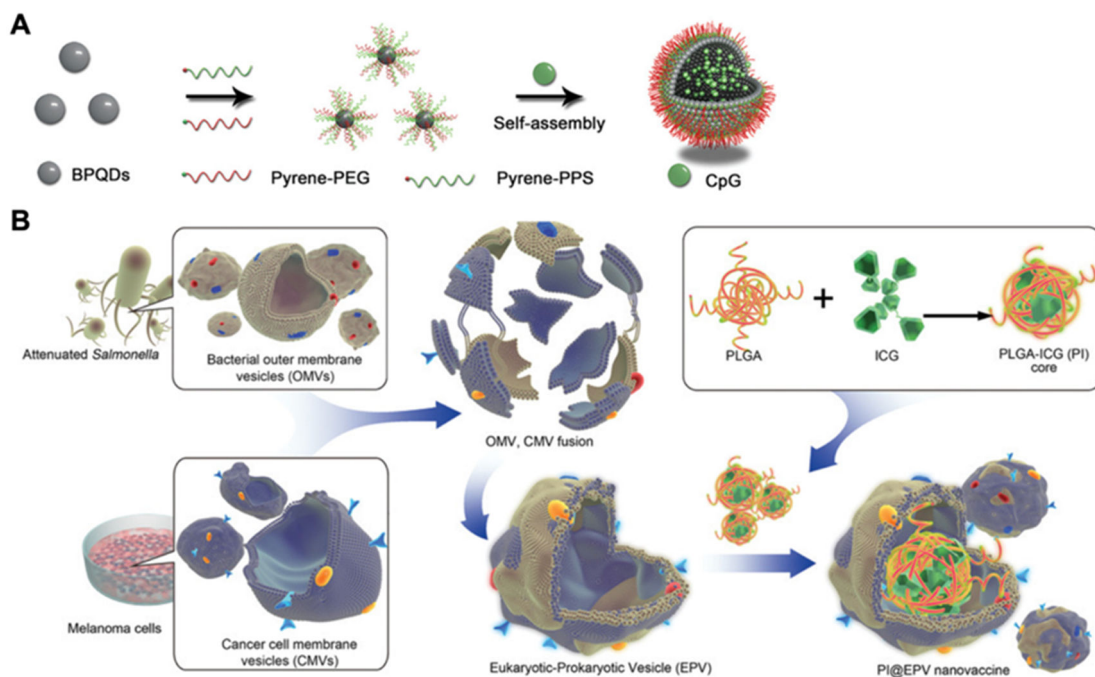 A
Self-assembly
BPQDs
Pyrene-PEG
Pyrene-PPS
CpG
B
Attenuated Salmonella
Bacterial outer membrane
vesicles (OMVs)
OMV, CMV fusion
PLGA
+
ICG
PLGA-ICG (PI)
core
Melanoma cells
Cancer cell membrane
vesicles (CMVs)
Eukaryotic-Prokaryotic Vesicle (EPV)
PI@EPV nanovaccine